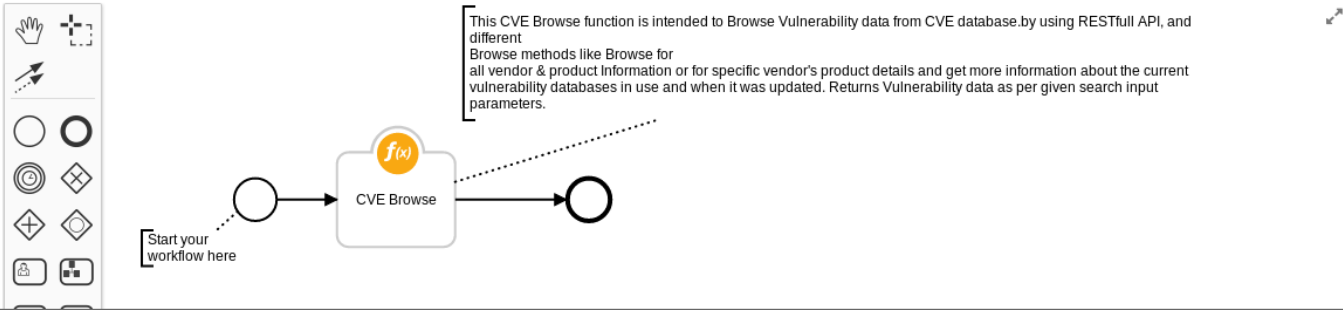 This CVE Browse function is intended to Browse Vulnerability data from CVE database.by using RESTfull API, and
different
Browse methods like Browse for
all vendor & product Information or for specific vendor's product details and get more information about the current
vulnerability databases in use and when it was updated. Returns Vulnerability data as per given search input
parameters.
f(x)
CVE Browse
Start your
workflow here